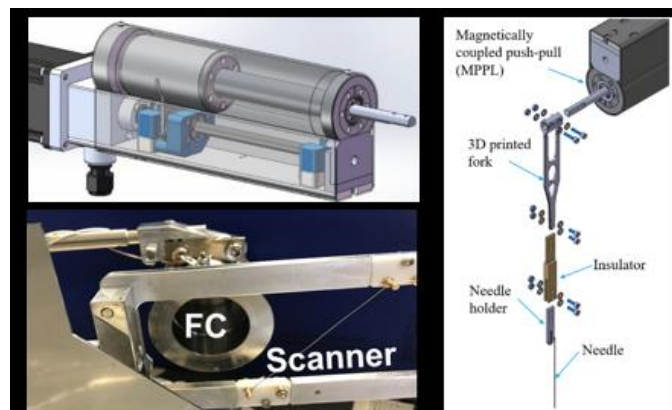 Magnetically
coupled push-pull
(MPPL)
3D printed
fork
Insulator
Needle
holder
Needle
FC
Scanner